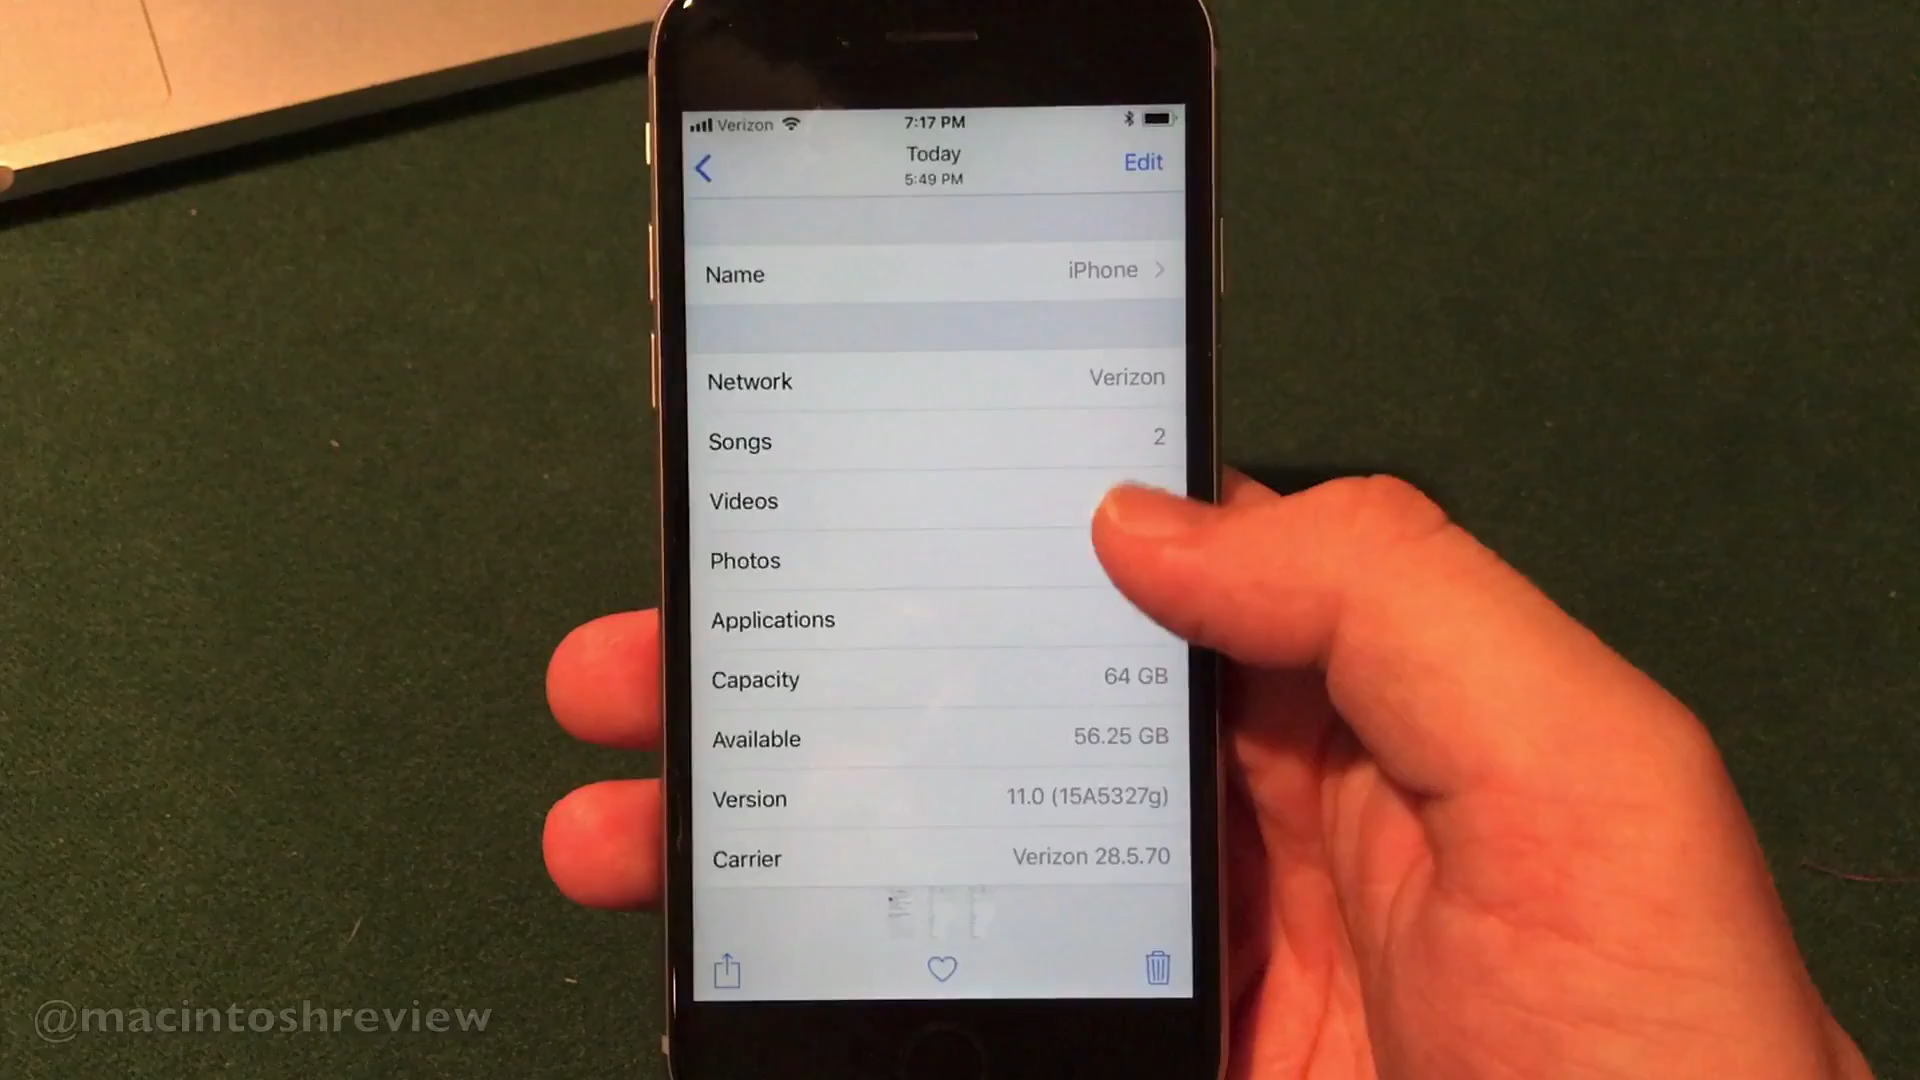 Verizon 7:17 PM
Today
5:49 PM
Edit
Name iPhone
Network Verizon
Songs 2
Videos
Photos
Applications
Capacity 64 GB
Available 56.25 GB
Version 11.0 (15A5327g)
Carrier Verizon 28.5.70
@macintoshreview